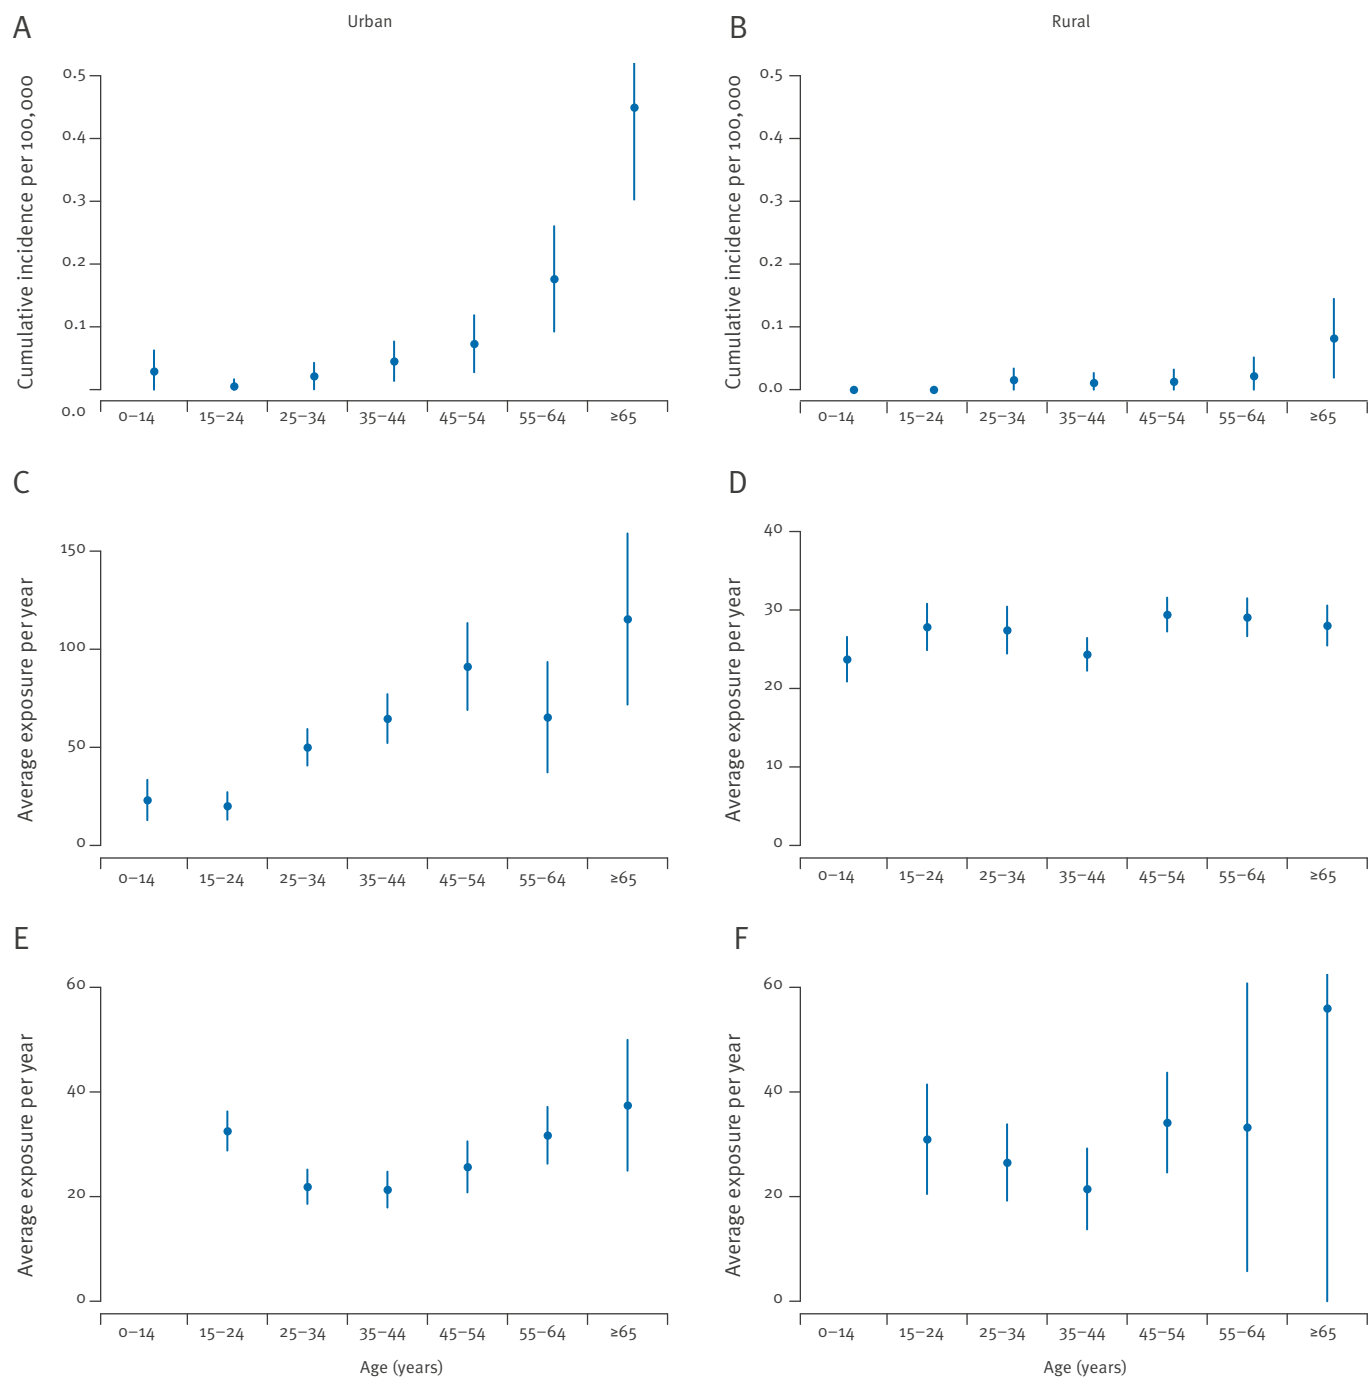 A
Urban
B
Rural
Cumulative incidence per 100,000
0.5
0.4
0.3
0.2
0.1
0.0
0–14 15–24 25–34 35–44 45–54 55–64 ≥65
Cumulative incidence per 100,000
0.5
0.4
0.3
0.2
0.1
0.0
0–14 15–24 25–34 35–44 45–54 55–64 ≥65
C
Average exposure per year
150
100
50
0
0–14 15–24 25–34 35–44 45–54 55–64 ≥65
D
Average exposure per year
40
30
20
10
0
0–14 15–24 25–34 35–44 45–54 55–64 ≥65
E
Average exposure per year
60
40
20
0
0–14 15–24 25–34 35–44 45–54 55–64 ≥65
Age (years)
F
Average exposure per year
60
40
20
0
0–14 15–24 25–34 35–44 45–54 55–64 ≥65
Age (years)